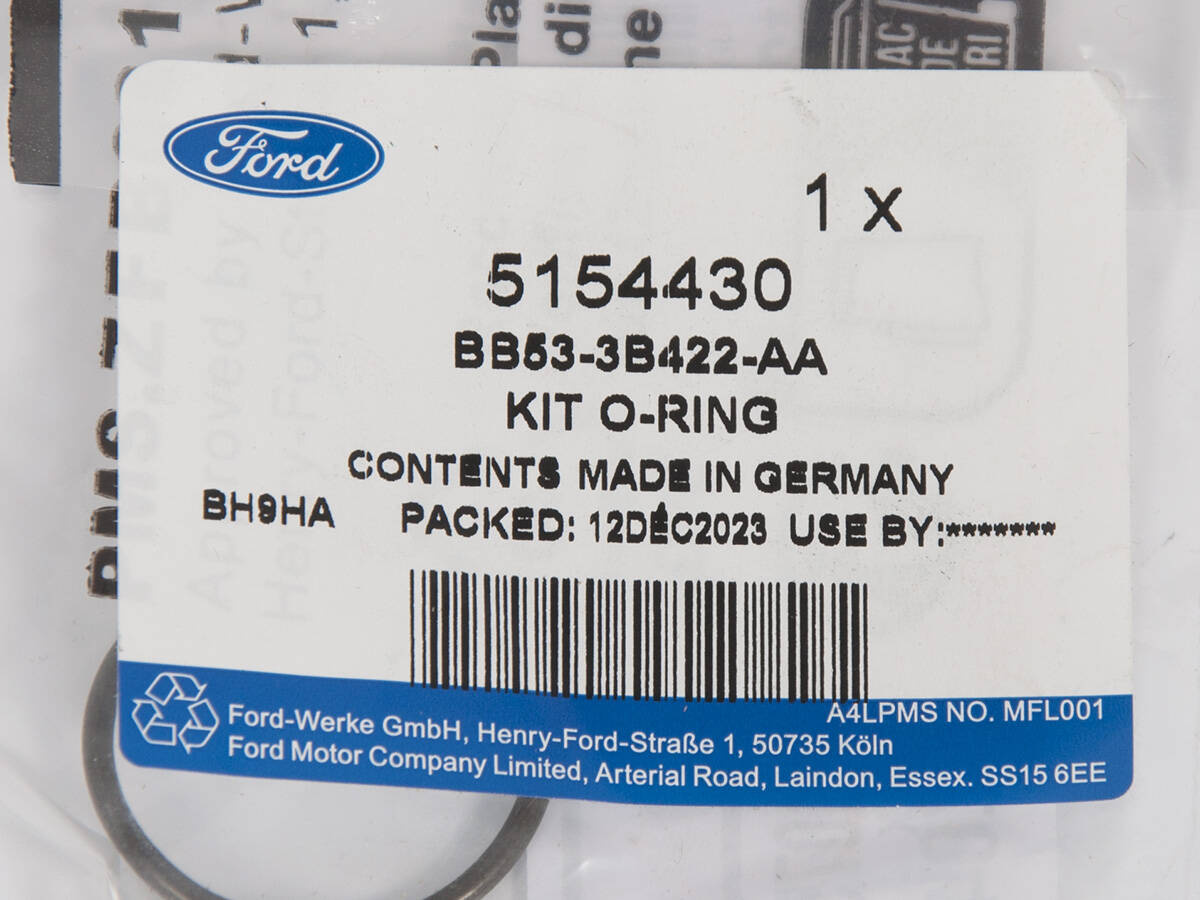 Ford
1 x
5154430
BB53-3B422-AA
KIT O-RING
CONTENTS MADE IN GERMANY
BH9HA PACKED: 12DEC2023 USE BY:*******
A4LPMS NO. MFL001
Ford-Werke GmbH, Henry-Ford-Straße 1, 50735 Köln
Ford Motor Company Limited, Arterial Road, Laindon, Essex. SS15 6EE
Approved by